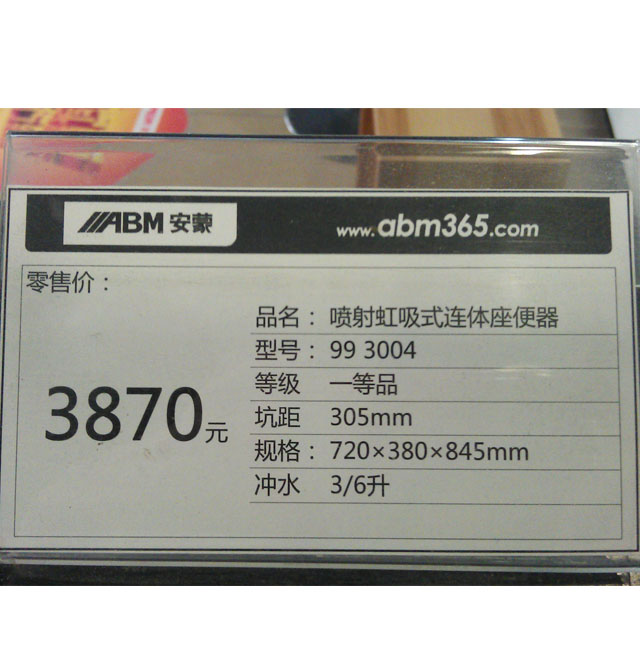 ABM 安蒙
www.abm365.com
零售价：
3870元
品名：喷射虹吸式连体座便器
型号：99 3004
等级 一等品
坑距 305mm
规格：720×380×845mm
冲水 3/6升